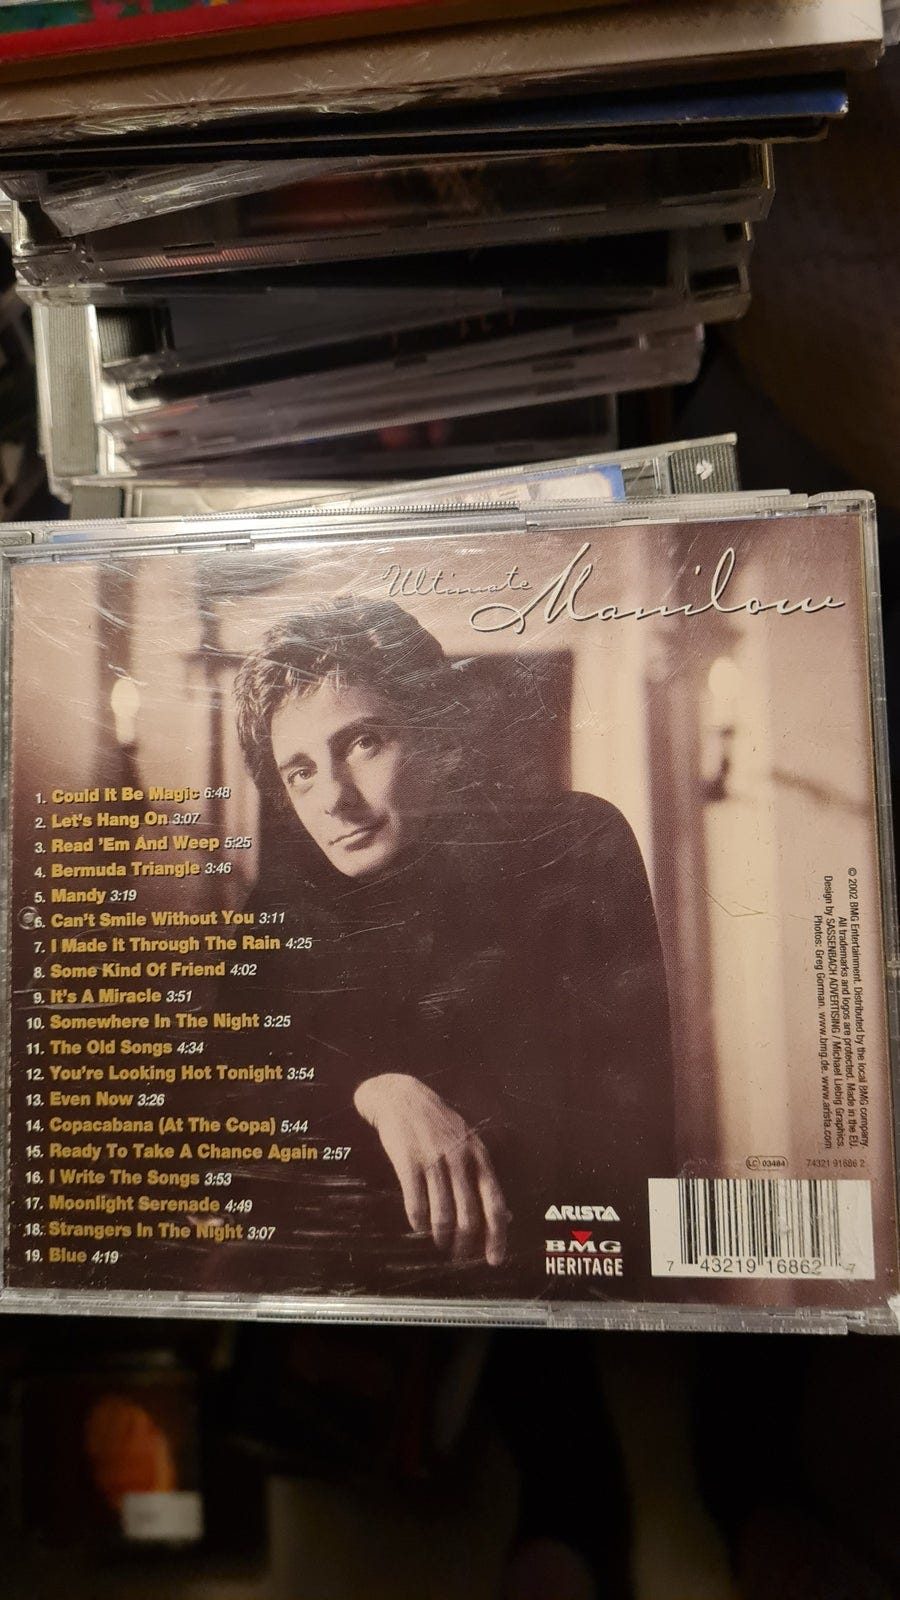 Ultimate Manilow
1. Could It Be Magic 6:48
2. Let's Hang On 3:07
3. Read 'Em And Weep 5:25
4. Bermuda Triangle 3:46
5. Mandy 3:19
6. Can't Smile Without You 3:11
7. I Made It Through The Rain 4:25
8. Some Kind Of Friend 4:02
9. It's A Miracle 3:51
10. Somewhere In The Night 3:25
11. The Old Songs 4:34
12. You're Looking Hot Tonight 3:54
13. Even Now 3:26
14. Copacabana (At The Copa) 5:44
15. Ready To Take A Chance Again 2:57
16. I Write The Songs 3:53
17. Moonlight Serenade 4:49
18. Strangers In The Night 3:07
19. Blue 4:19
© 2002 BMG Entertainment. Distributed by the local BMG company.
All trademarks and logos are protected. Made in the EU.
Design by SASSENBACH ADVERTISING / Michael Liebig Graphics.
Photos: Greg Gorman. www.bmg.de. www.arista.com
LC 03484 74321 91686 2
ARISTA
BMG
HERITAGE
7 43219 16862 7